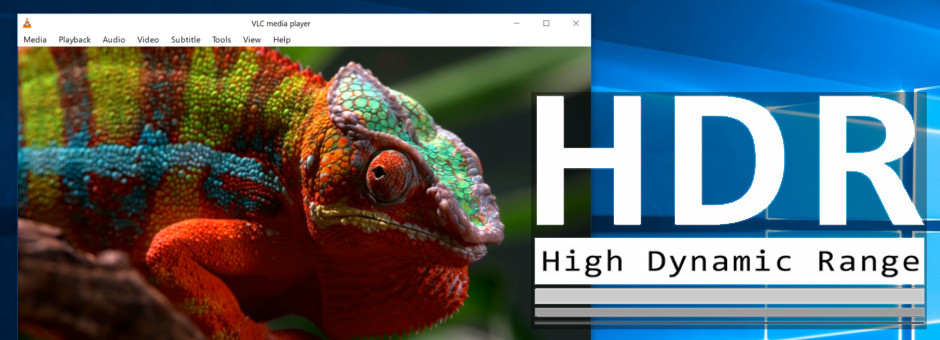 VLC media player
Media Playback Audio Video Subtitle Tools View Help
HDR
High Dynamic Range